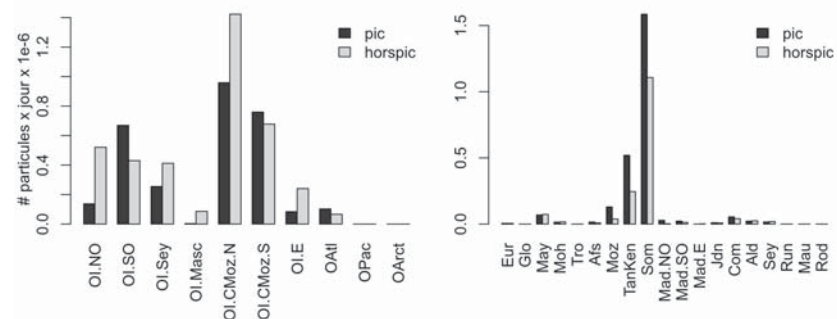 # particules x jour x 1e-6
0.0
0.4
0.8
1.2
pic
horspic
OI.NO
OI.SO
OI.Sey
OI.Masc
OI.CMoz.N
OI.CMoz.S
OI.E
OAtl
OPac
OArct
0.0
0.5
1.0
1.5
pic
horspic
Eur
Glo
May
Moh
Tro
Afs
Moz
TanKen
Som
Mad.NO
Mad.SO
Mad.E
Jdn
Com
Ald
Sey
Run
Mau
Rod